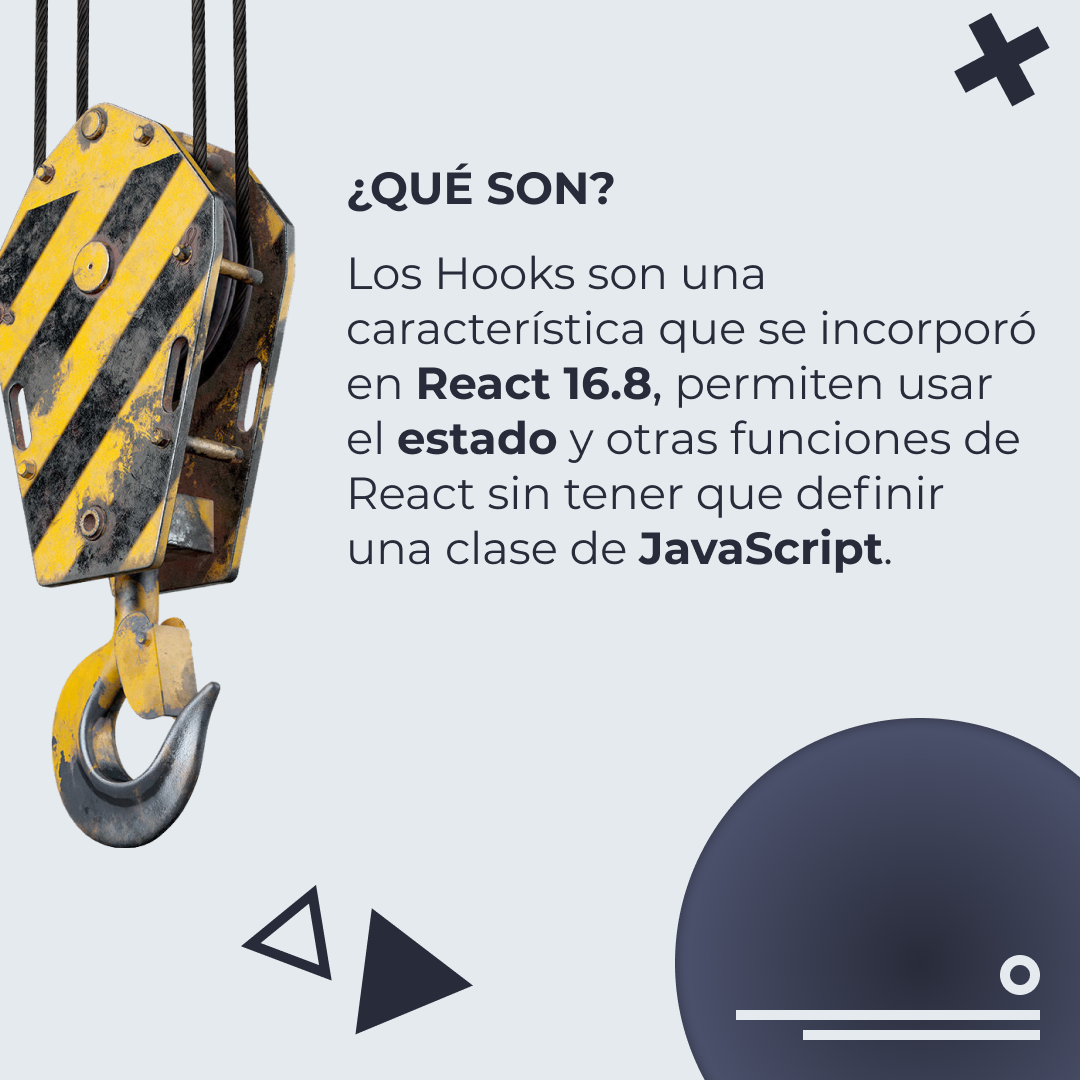 ¿QUÉ SON?
Los Hooks son una
característica que se incorporó
en React 16.8, permiten usar
el estado y otras funciones de
React sin tener que definir
una clase de JavaScript.